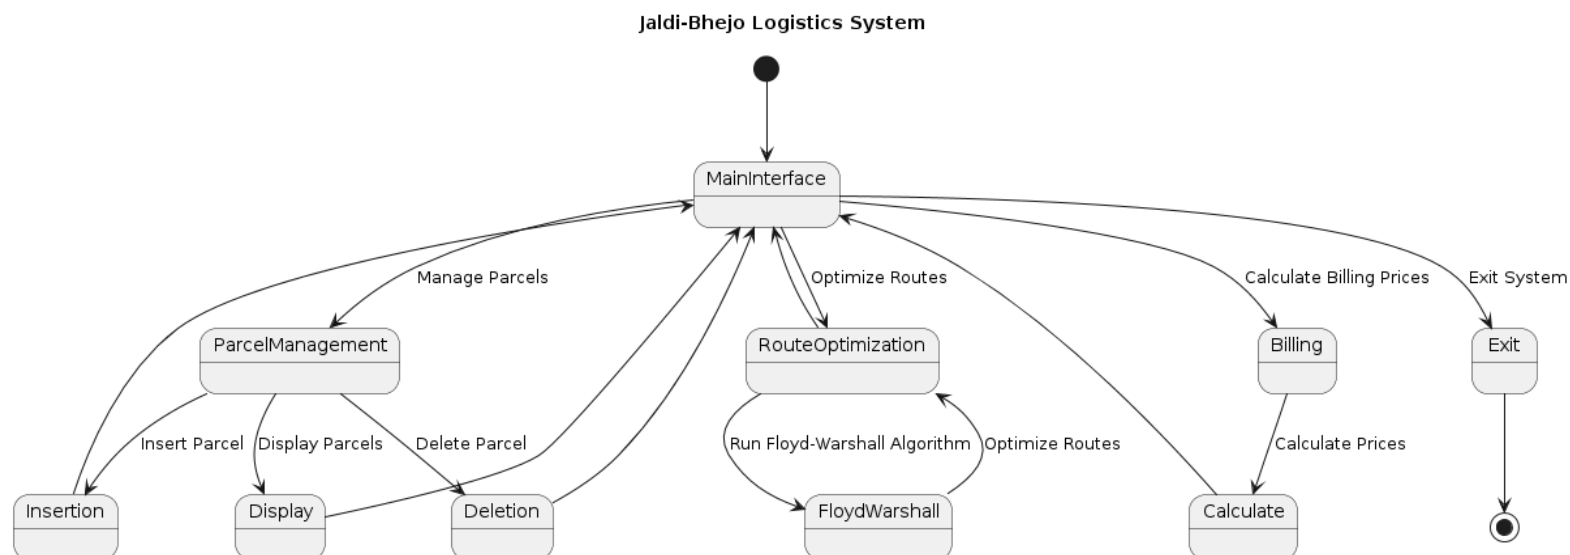 Jaldi-Bhejo Logistics System
MainInterface
Manage Parcels
Optimize Routes
Calculate Billing Prices
Exit System
ParcelManagement
RouteOptimization
Billing
Exit
Insert Parcel
Display Parcels
Delete Parcel
Run Floyd-Warshall Algorithm
Optimize Routes
Calculate Prices
Insertion
Display
Deletion
FloydWarshall
Calculate